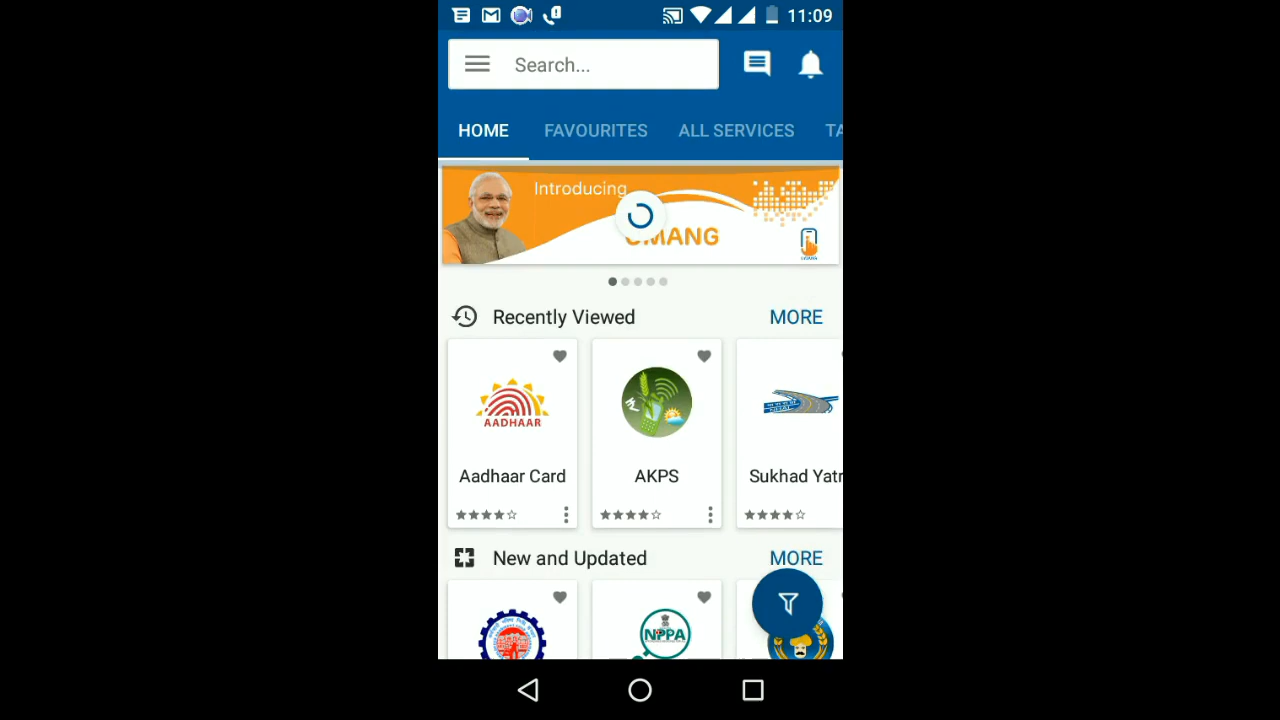 11:09
Search...
HOME FAVOURITES ALL SERVICES TA
Introducing
UMANG
Recently Viewed MORE
AADHAAR
Aadhaar Card AKPS Sukhad Yatr
New and Updated MORE
NPPA